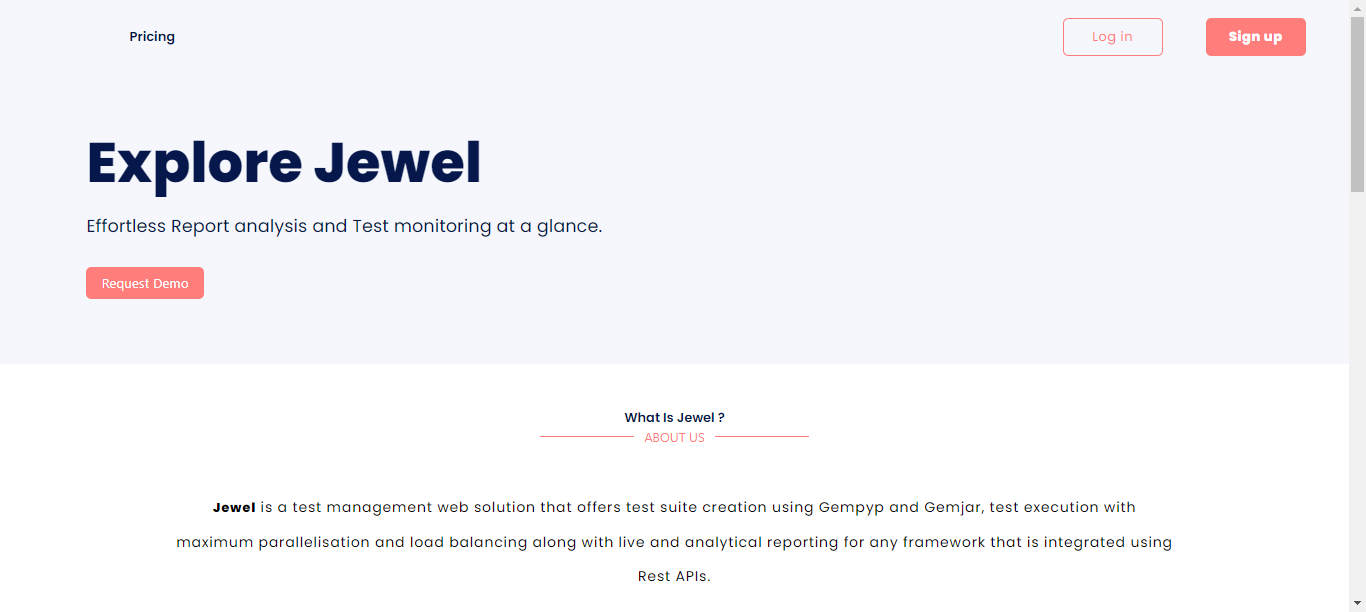 Pricing
Log in
Sign up
Explore Jewel
Effortless Report analysis and Test monitoring at a glance.
Request Demo
What Is Jewel ?
ABOUT US
Jewel is a test management web solution that offers test suite creation using Gempyp and Gemjar, test execution with
maximum parallelisation and load balancing along with live and analytical reporting for any framework that is integrated using
Rest APIs.